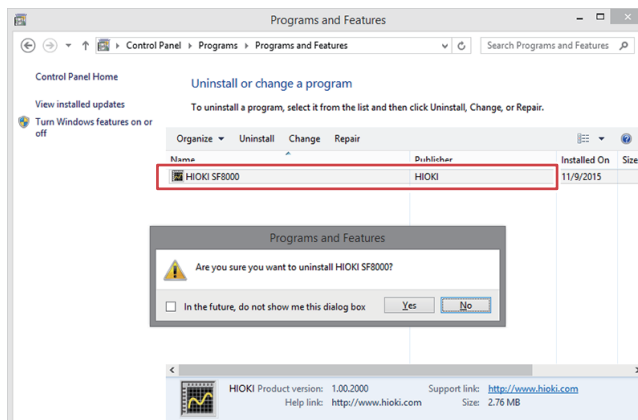 Programs and Features
Control Panel Programs Programs and Features
Search Programs and Features
Control Panel Home
View installed updates
Turn Windows features on or
off
Uninstall or change a program
To uninstall a program, select it from the list and then click Uninstall, Change, or Repair.
Organize Uninstall Change Repair
Name Publisher Installed On Size
HIOKI SF8000 HIOKI 11/9/2015
Programs and Features
Are you sure you want to uninstall HIOKI SF8000?
In the future, do not show me this dialog box Yes No
HIOKI Product version: 1.00.2000 Support link: http://www.hioki.com
Help link: http://www.hioki.com Size: 2.76 MB